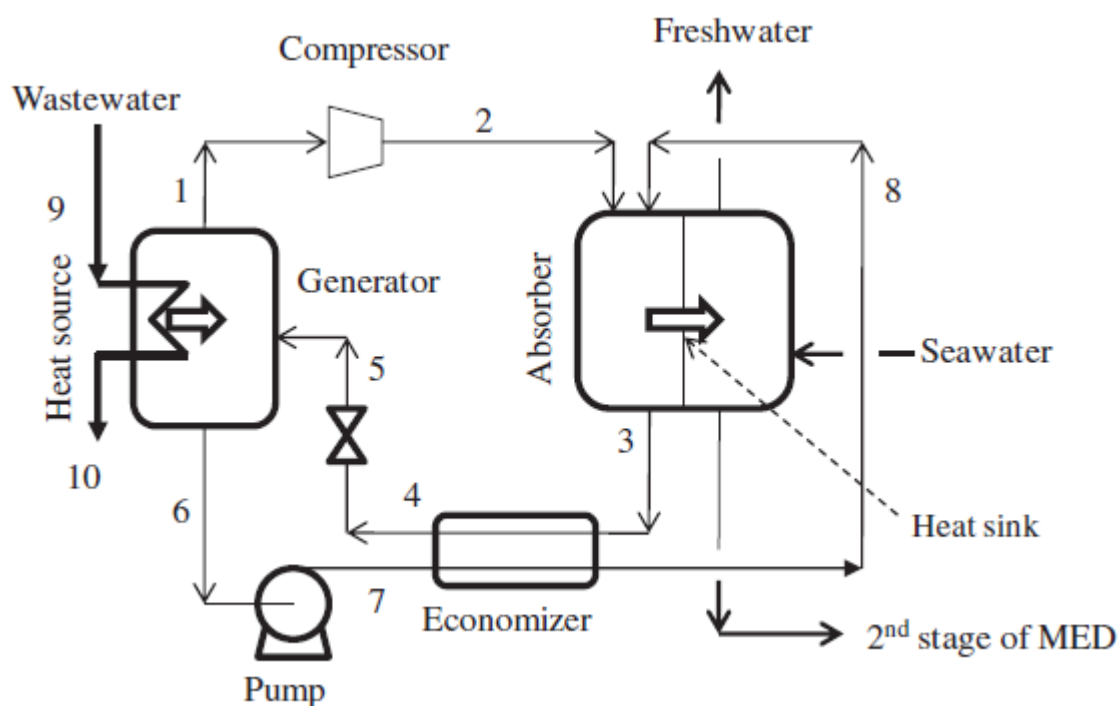 Freshwater
Compressor
Wastewater
2
1
8
9
Generator
Heat source
Absorber
Seawater
5
3
10
4
6
Heat sink
7
Economizer
2nd stage of MED
Pump